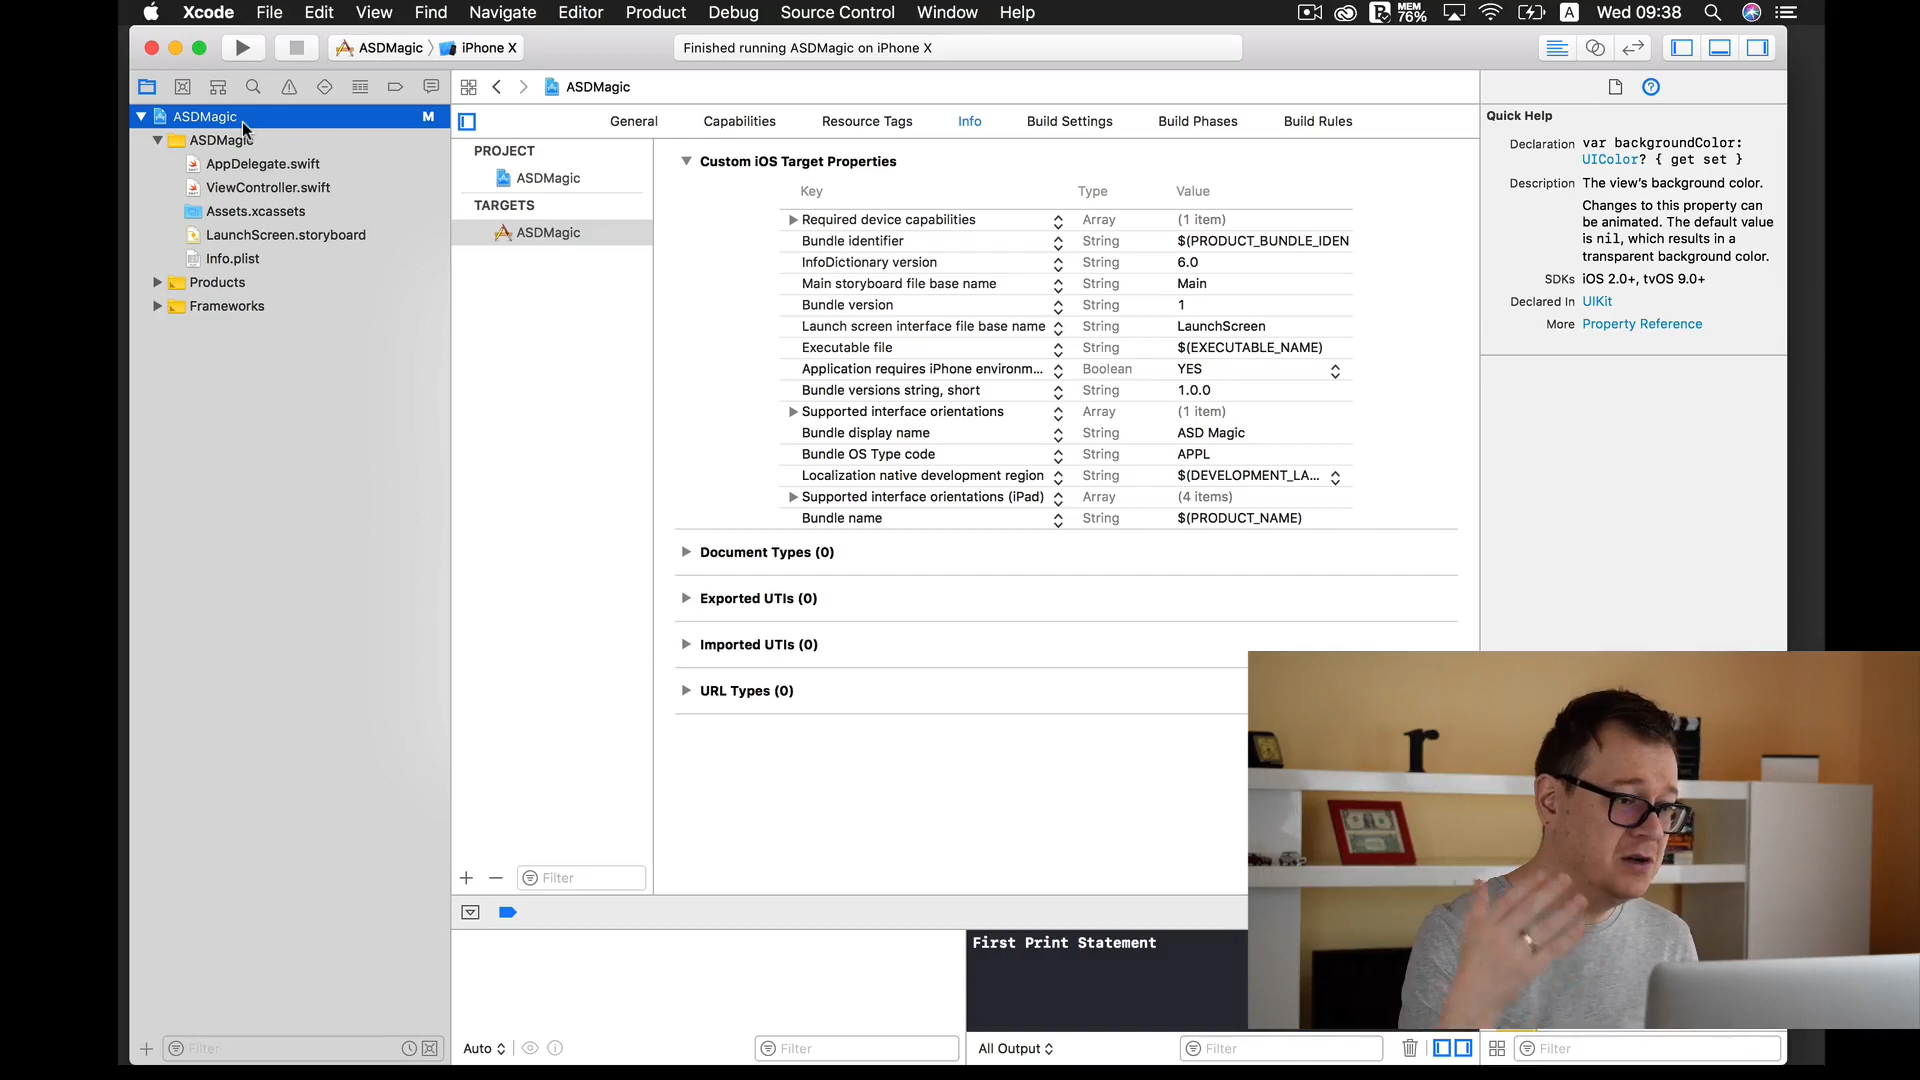 Xcode File Edit View Find Navigate Editor Product Debug Source Control Window Help
MEM 76% A Wed 09:38
ASDMagic iPhone X
Finished running ASDMagic on iPhone X
ASDMagic
ASDMagic M
ASDMagic
AppDelegate.swift
ViewController.swift
Assets.xcassets
LaunchScreen.storyboard
Info.plist
Products
Frameworks
Filter
General Capabilities Resource Tags Info Build Settings Build Phases Build Rules
PROJECT
ASDMagic
TARGETS
ASDMagic
Filter
Custom iOS Target Properties
Key Type Value
Required device capabilities Array (1 item)
Bundle identifier String $(PRODUCT_BUNDLE_IDEN
InfoDictionary version String 6.0
Main storyboard file base name String Main
Bundle version String 1
Launch screen interface file base name String LaunchScreen
Executable file String $(EXECUTABLE_NAME)
Application requires iPhone environm... Boolean YES
Bundle versions string, short String 1.0.0
Supported interface orientations Array (1 item)
Bundle display name String ASD Magic
Bundle OS Type code String APPL
Localization native development region String $(DEVELOPMENT_LA...
Supported interface orientations (iPad) Array (4 items)
Bundle name String $(PRODUCT_NAME)
Document Types (0)
Exported UTIs (0)
Imported UTIs (0)
URL Types (0)
Quick Help
Declaration var backgroundColor:
UIColor? { get set }
Description The view's background color.
Changes to this property can
be animated. The default value
is nil, which results in a
transparent background color.
SDKs iOS 2.0+, tvOS 9.0+
Declared In UIKit
More Property Reference
First Print Statement
Auto
Filter
All Output
Filter
Filter